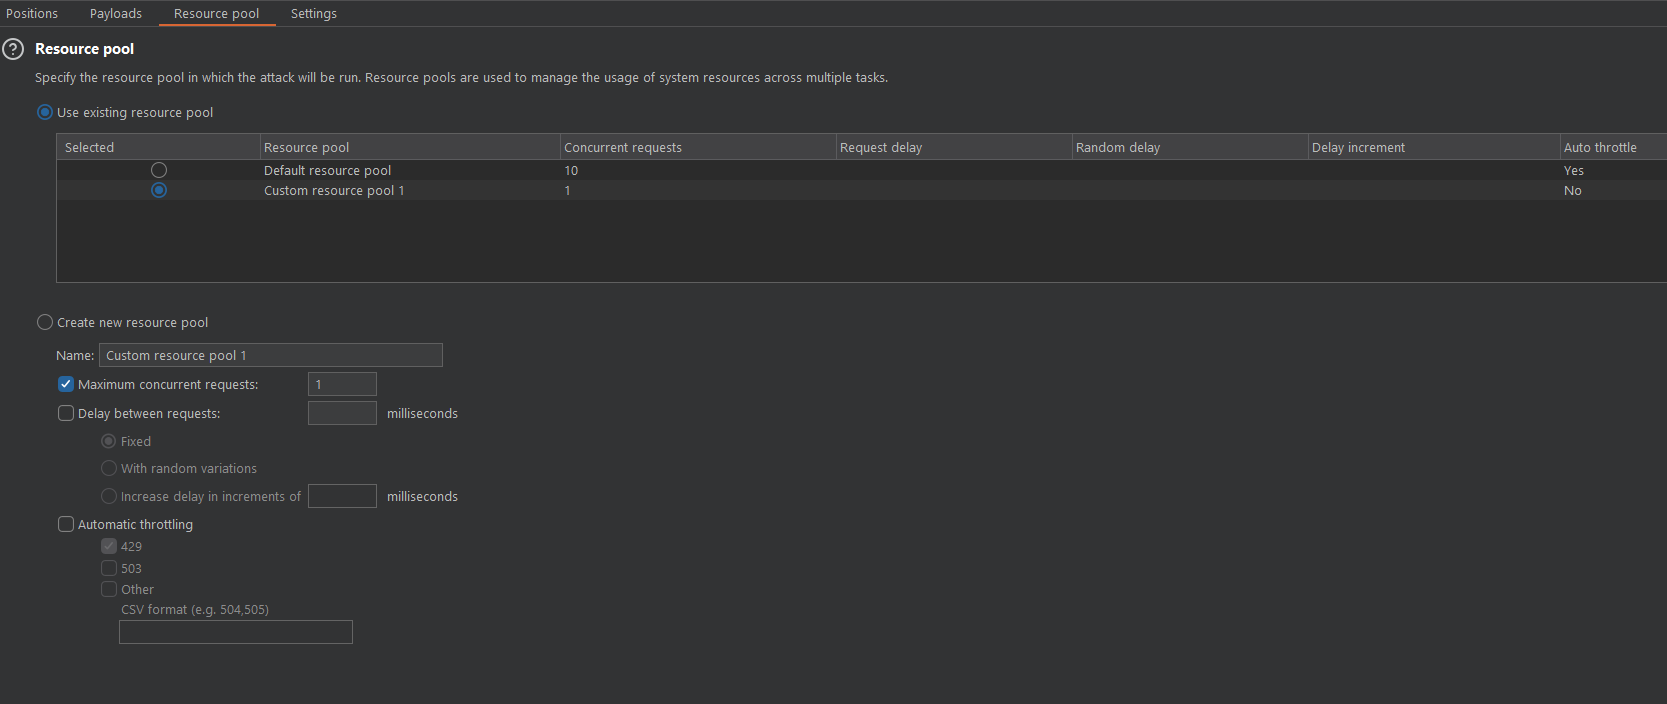 Positions Payloads Resource pool Settings
? Resource pool
Specify the resource pool in which the attack will be run. Resource pools are used to manage the usage of system resources across multiple tasks.
Use existing resource pool
Selected Resource pool Concurrent requests Request delay Random delay Delay increment Auto throttle
Default resource pool 10 Yes
Custom resource pool 1 1 No
Create new resource pool
Name: Custom resource pool 1
Maximum concurrent requests: 1
Delay between requests: milliseconds
Fixed
With random variations
Increase delay in increments of milliseconds
Automatic throttling
429
503
Other
CSV format (e.g. 504,505)